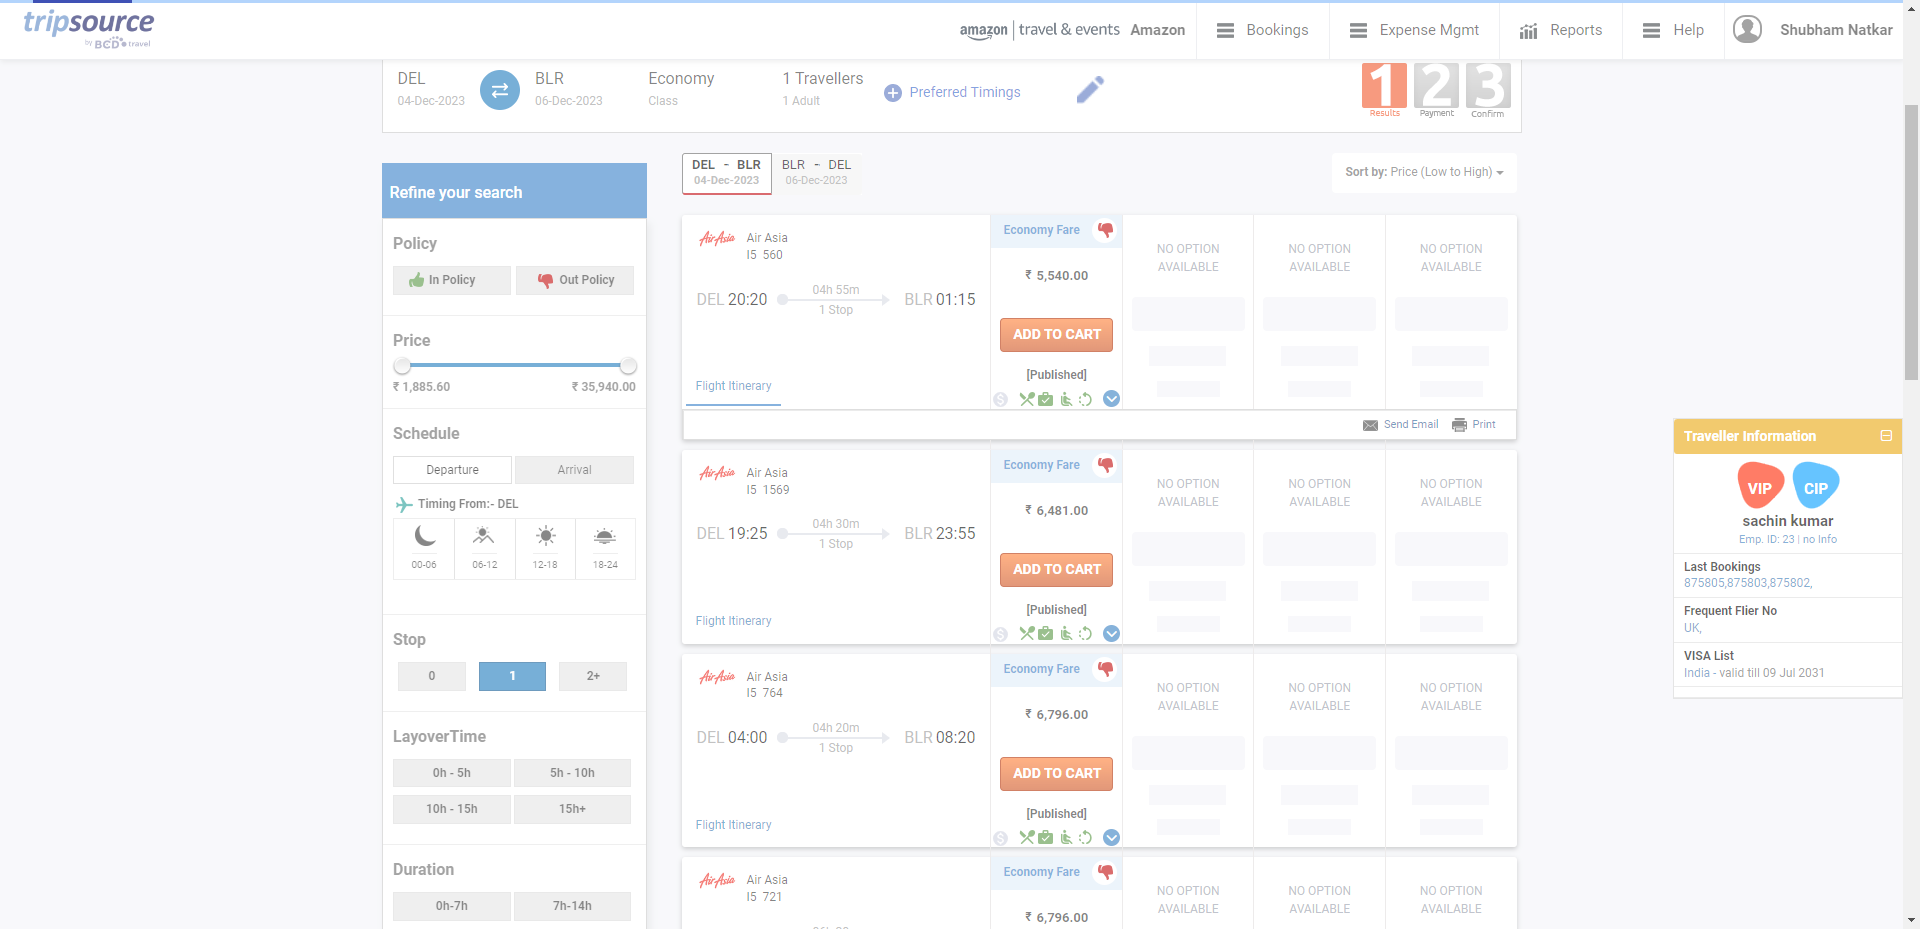 tripsource
by BCD travel
amazon | travel & events Amazon
Bookings
Expense Mgmt
Reports
Help
Shubham Natkar
DEL
04-Dec-2023
BLR
06-Dec-2023
Economy
Class
1 Travellers
1 Adult
Preferred Timings
1 Results
2 Payment
3 Confirm
Refine your search
Policy
In Policy
Out Policy
Price
₹ 1,885.60
₹ 35,940.00
Schedule
Departure
Arrival
Timing From:- DEL
00-06
06-12
12-18
18-24
Stop
0
1
2+
LayoverTime
0h - 5h
5h - 10h
10h - 15h
15h+
Duration
0h-7h
7h-14h
DEL - BLR
04-Dec-2023
BLR - DEL
06-Dec-2023
Sort by: Price (Low to High)
AirAsia
Air Asia
I5 560
DEL 20:20
04h 55m
1 Stop
BLR 01:15
Flight Itinerary
Economy Fare
₹ 5,540.00
ADD TO CART
[Published]
NO OPTION
AVAILABLE
NO OPTION
AVAILABLE
NO OPTION
AVAILABLE
Send Email
Print
AirAsia
Air Asia
I5 1569
DEL 19:25
04h 30m
1 Stop
BLR 23:55
Flight Itinerary
Economy Fare
₹ 6,481.00
ADD TO CART
[Published]
NO OPTION
AVAILABLE
NO OPTION
AVAILABLE
NO OPTION
AVAILABLE
AirAsia
Air Asia
I5 764
DEL 04:00
04h 20m
1 Stop
BLR 08:20
Flight Itinerary
Economy Fare
₹ 6,796.00
ADD TO CART
[Published]
NO OPTION
AVAILABLE
NO OPTION
AVAILABLE
NO OPTION
AVAILABLE
AirAsia
Air Asia
I5 721
Economy Fare
₹ 6,796.00
NO OPTION
AVAILABLE
NO OPTION
AVAILABLE
NO OPTION
AVAILABLE
Traveller Information
VIP
CIP
sachin kumar
Emp. ID: 23 | no info
Last Bookings
875805,875803,875802,
Frequent Flier No
UK,
VISA List
India - valid till 09 Jul 2031